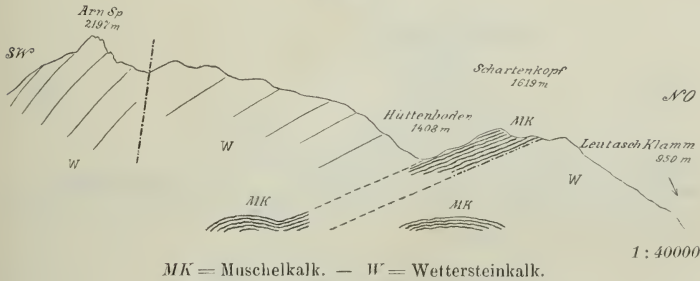 Arn Sp
2197 m
SW
Schartenkopf
1619 m
NO
Hüttenboden
1408 m
MK
Leutasch Klamm
950 m
W
W
W
MK
MK
1 : 40000
MK = Muschelkalk. — W = Wettersteinkalk.